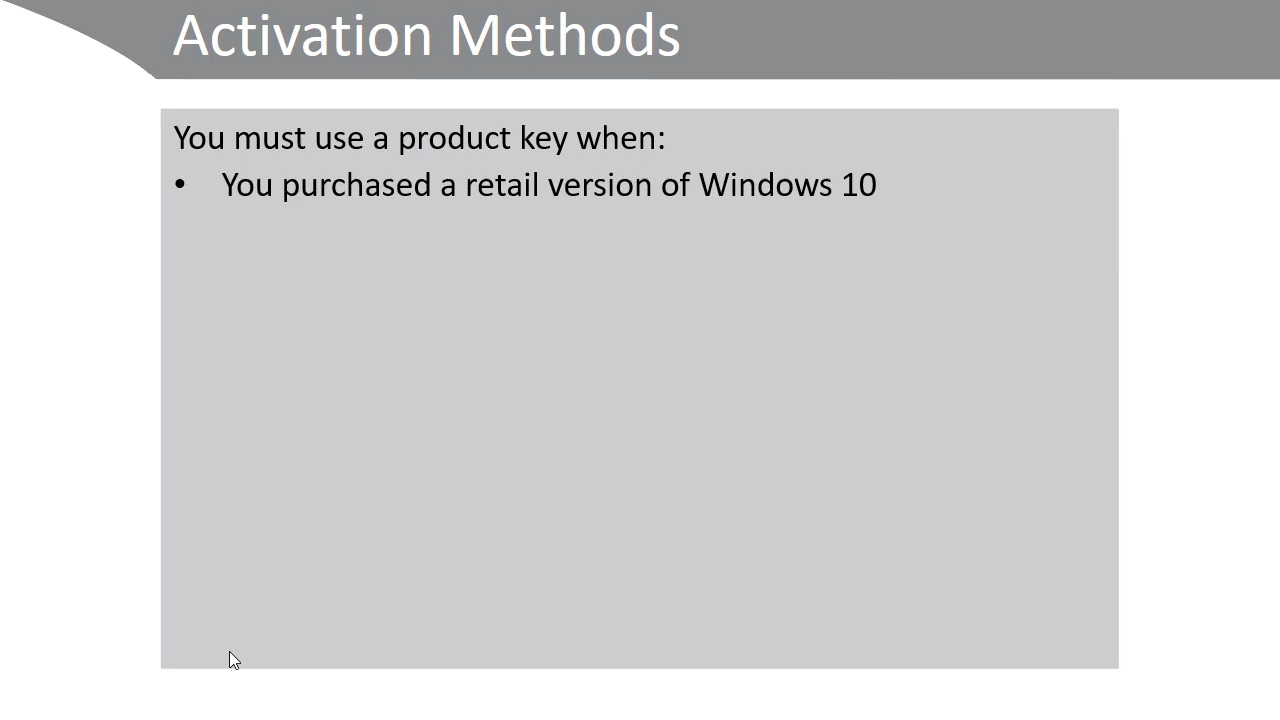 Activation Methods
You must use a product key when:
• You purchased a retail version of Windows 10